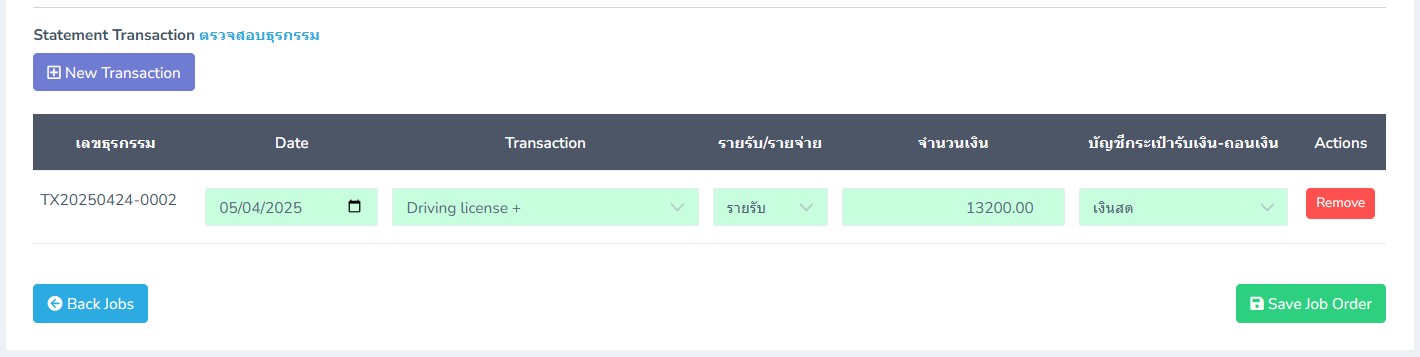 Statement Transaction ตรวจสอบธุรกรรม
New Transaction
เลขธุรกรรม Date Transaction รายรับ/รายจ่าย จำนวนเงิน บัญชีกระเป๋ารับเงิน-ถอนเงิน Actions
TX20250424-0002 05/04/2025 Driving license + รายรับ 13200.00 เงินสด Remove
Back Jobs Save Job Order